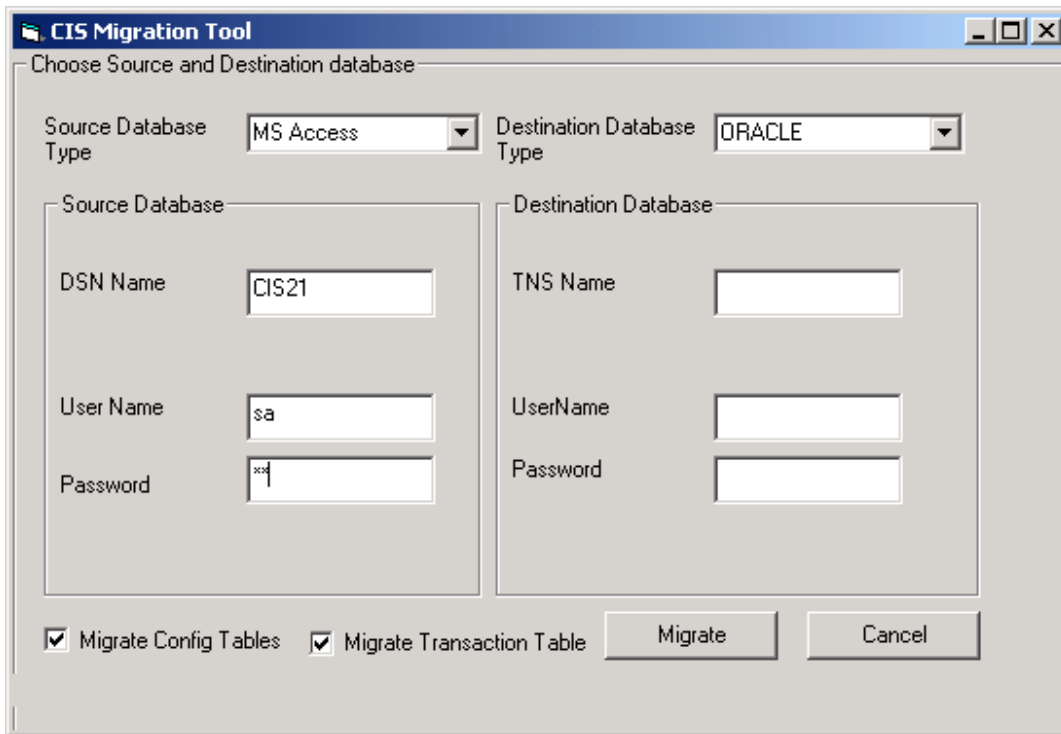 CIS Migration Tool
Choose Source and Destination database
Source Database Type
MS Access
Destination Database Type
ORACLE
Source Database
Destination Database
DSN Name
CIS21
TNS Name
User Name
sa
UserName
Password
**
Password
Migrate Config Tables
Migrate Transaction Table
Migrate
Cancel